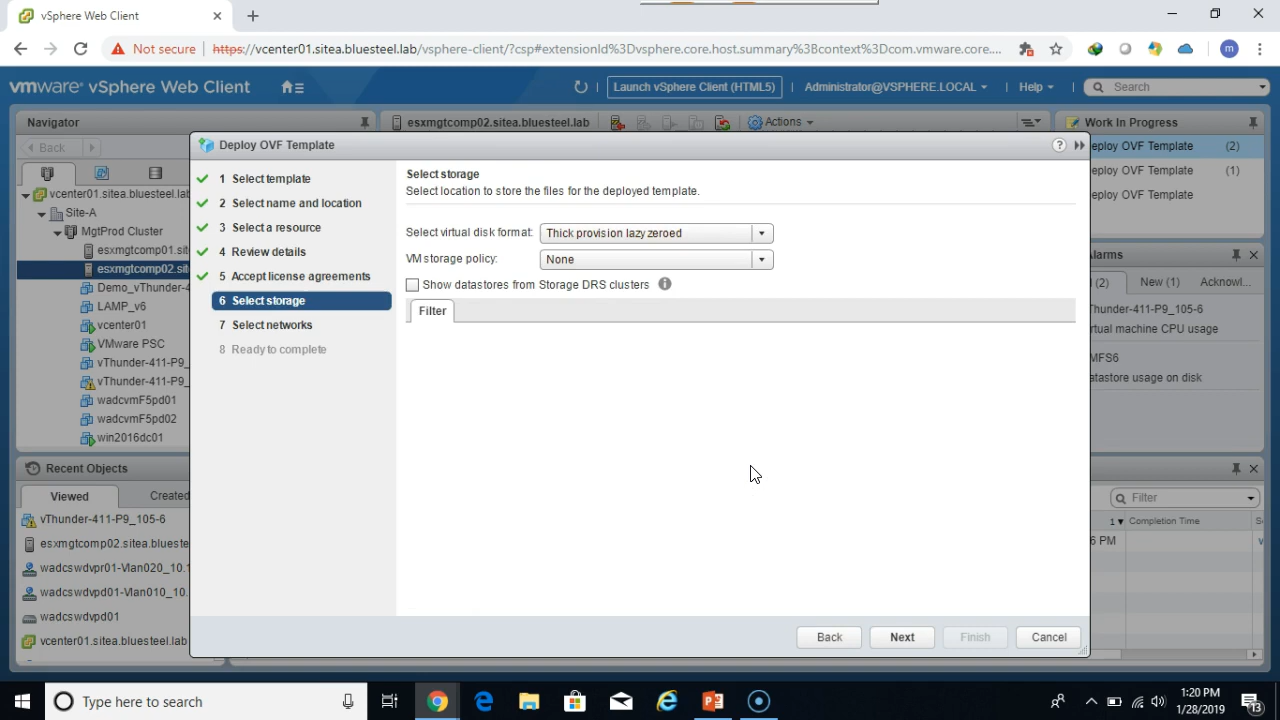 vSphere Web Client
Not secure
https://vcenter01.sitea.bluesteel.lab/vsphere-client/?csp#extensionId%3Dvsphere.core.host.summary%3Bcontext%3Dcom.vmware.core....
m
vmware® vSphere Web Client
Launch vSphere Client (HTML5)
Administrator@VSPHERE.LOCAL
Help
Search
Navigator
esxmgtcomp02.sitea.bluesteel.lab
Actions
Work In Progress
Back
Deploy OVF Template
eploy OVF Template (2)
eploy OVF Template (1)
eploy OVF Template
vcenter01.sitea.bluesteel.lab
Site-A
MgtProd Cluster
esxmgtcomp01.site
esxmgtcomp02.sit
Demo_vThunder-4
LAMP_v6
vcenter01
VMware PSC
vThunder-411-P9_
vThunder-411-P9_
wadcvmF5pd01
wadcvmF5pd02
win2016dc01
1 Select template
2 Select name and location
3 Select a resource
4 Review details
5 Accept license agreements
6 Select storage
7 Select networks
8 Ready to complete
Select storage
Select location to store the files for the deployed template.
Select virtual disk format: Thick provision lazy zeroed
VM storage policy: None
Show datastores from Storage DRS clusters
Filter
larms
(2) New (1) Acknowl...
Thunder-411-P9_105-6
rtual machine CPU usage
MFS6
atastore usage on disk
Recent Objects
Viewed Created
vThunder-411-P9_105-6
esxmgtcomp02.sitea.blueste
wadcswdvpr01-Vlan020_10.1
wadcswdvpd01-Vlan010_10.
wadcswdvpd01
vcenter01.sitea.bluesteel.lab
Filter
1 Completion Time
6 PM
Back Next Finish Cancel
Type here to search
1:20 PM
1/28/2019
13